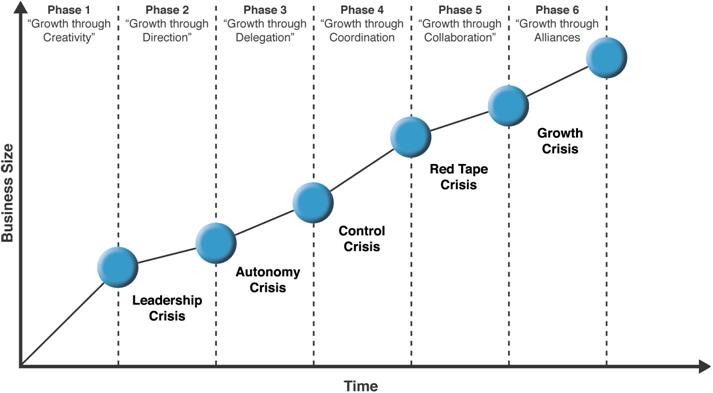 Phase 1
"Growth through
Creativity"
Phase 2
"Growth through
Direction"
Phase 3
"Growth through
Delegation"
Phase 4
"Growth through
Coordination
Phase 5
"Growth through
Collaboration"
Phase 6
"Growth through
Alliances
Business Size
Growth
Crisis
Red Tape
Crisis
Control
Crisis
Autonomy
Crisis
Leadership
Crisis
Time